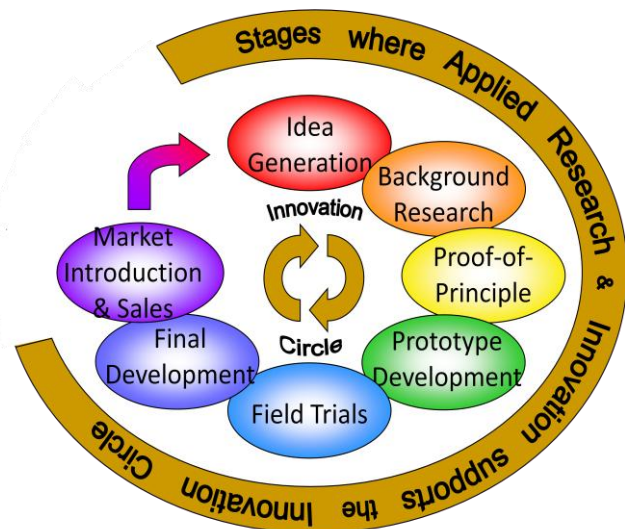 Stages where Applied Research & Innovation supports the Innovation Circle
Idea
Generation
Background
Research
Proof-of-
Principle
Prototype
Development
Field Trials
Final
Development
Market
Introduction
& Sales
Innovation
Circle